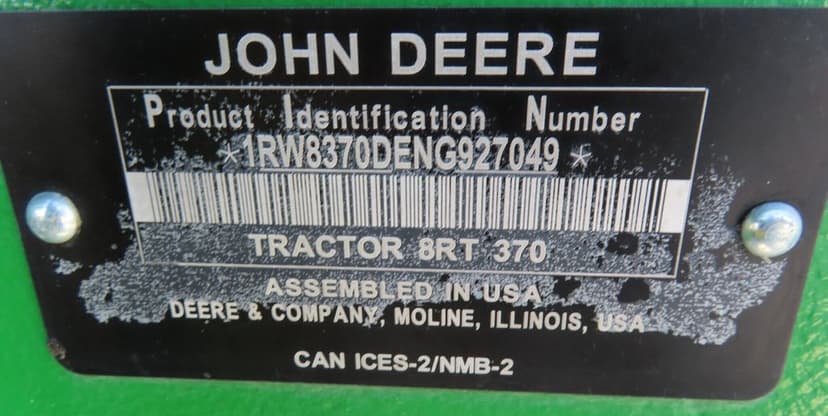 JOHN DEERE
Product Identification Number
*1RW8370DENG927049*
TRACTOR 8RT 370
ASSEMBLED IN USA
DEERE & COMPANY, MOLINE, ILLINOIS, USA
CAN ICES-2/NMB-2